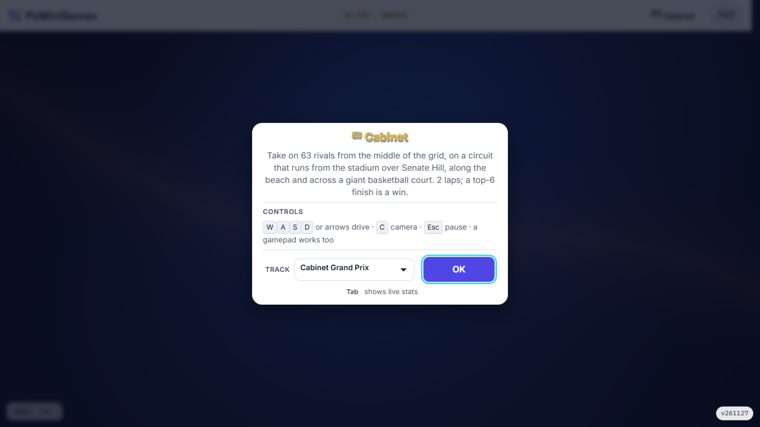 PoMiniGames
Cabinet
Take on 63 rivals from the middle of the grid, on a circuit
that runs from the stadium over Senate Hill, along the
beach and across a giant basketball court. 2 laps; a top-6
finish is a win.
CONTROLS
W A S D or arrows drive · C camera · Esc pause · a
gamepad works too
TRACK Cabinet Grand Prix OK
Tab shows live stats
v261127